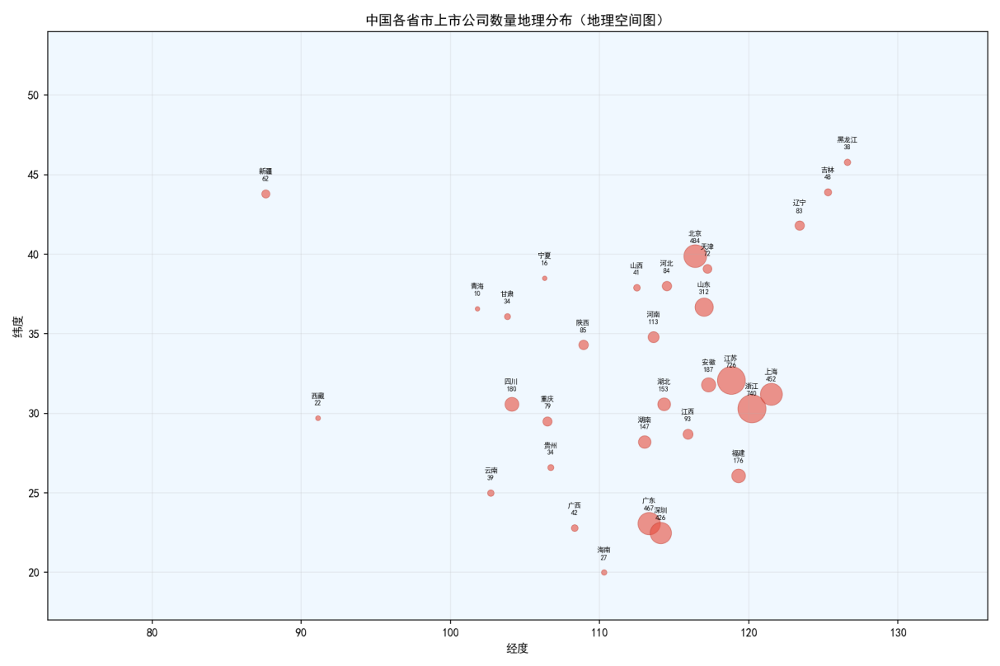 中国各省市上市公司数量地理分布（地理空间图）
50
45
40
35
30
25
20
纬度
黑龙江
38
吉林
48
新疆
62
辽宁
83
北京
484
天津
72
宁夏
16
山西
41
河北
84
青海
10
甘肃
34
山东
312
河南
113
陕西
85
安徽
187
江苏
726
上海
452
四川
180
湖北
153
浙江
740
西藏
22
重庆
79
江西
93
湖南
147
贵州
34
福建
176
云南
39
广西
42
广东
467
深圳
426
海南
27
80
90
100
110
120
130
经度